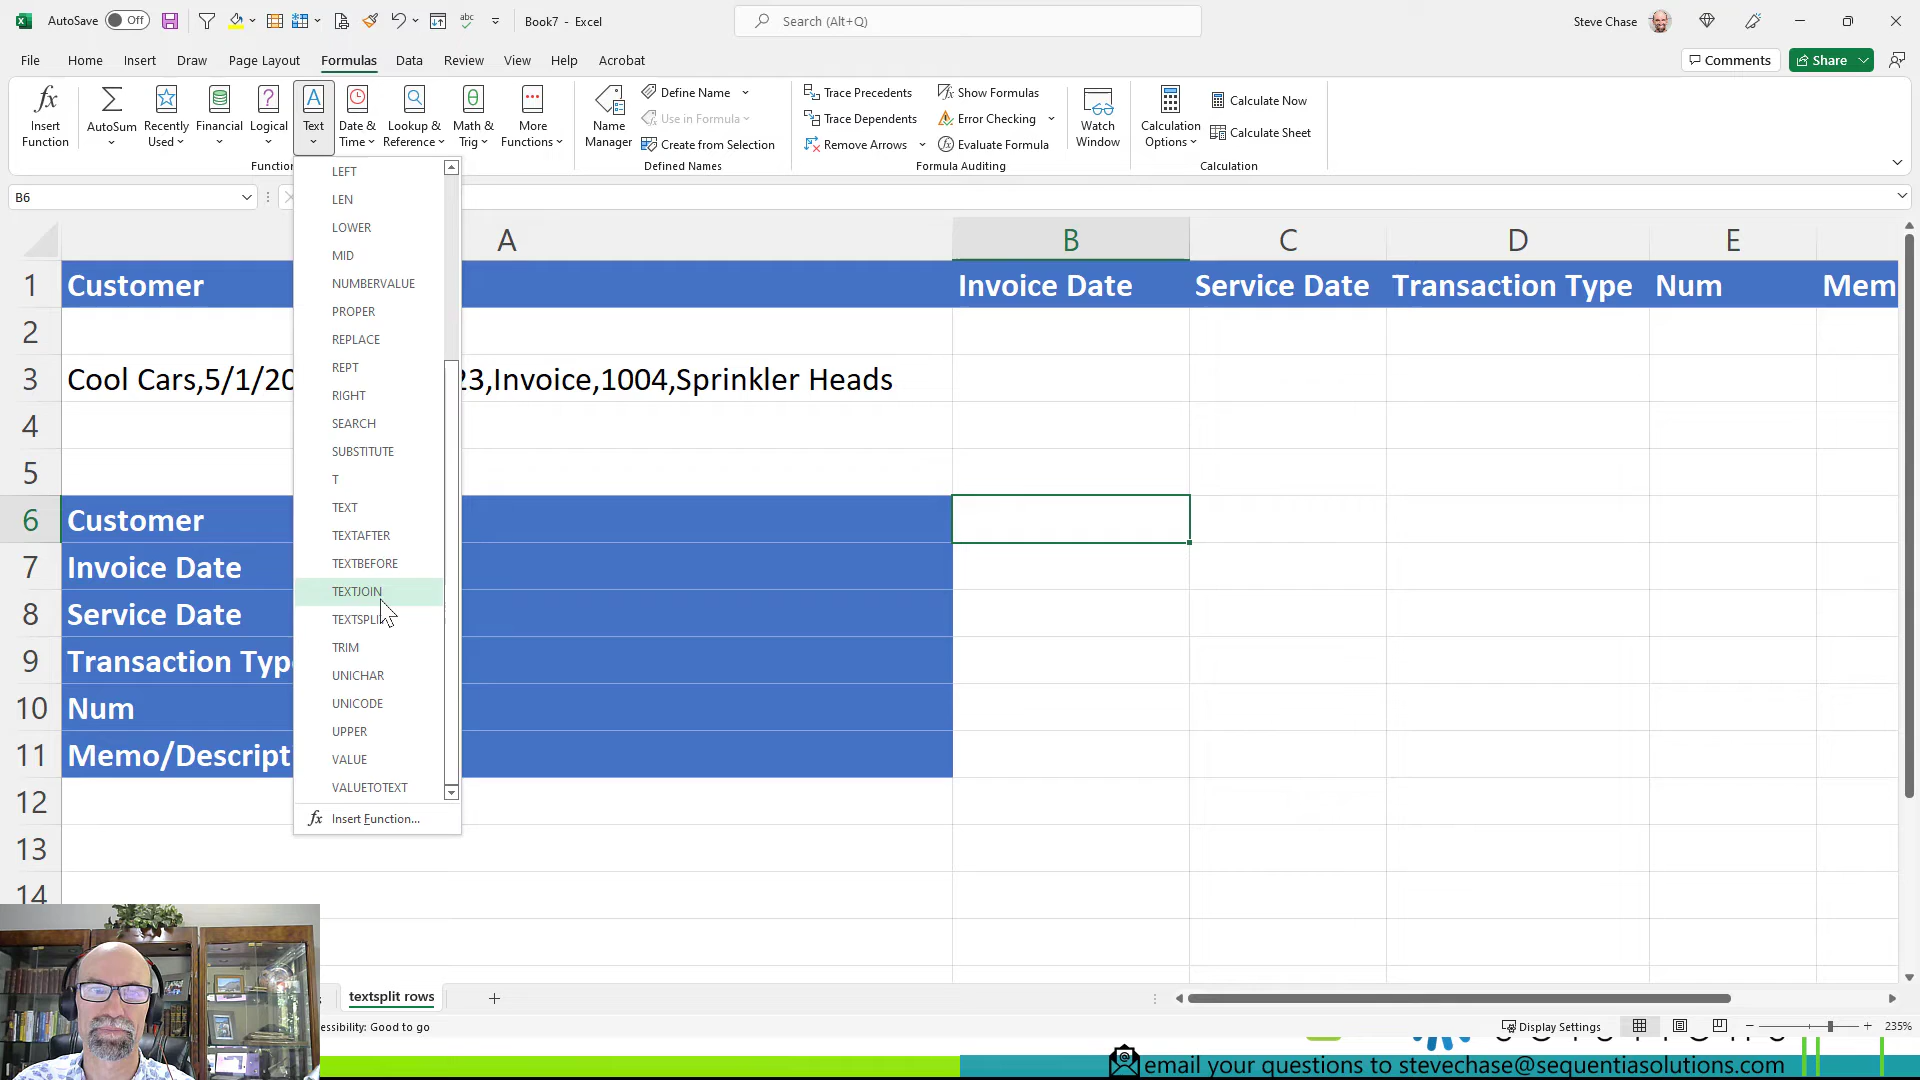 AutoSave Off Book7 - Excel Search (Alt+Q) Steve Chase
File Home Insert Draw Page Layout Formulas Data Review View Help Acrobat Comments Share
Insert Function
AutoSum
Recently Used
Financial
Logical
Text
Date & Time
Lookup & Reference
Math & Trig
More Functions
Name Manager
Define Name
Use in Formula
Create from Selection
Defined Names
Trace Precedents
Trace Dependents
Remove Arrows
Show Formulas
Error Checking
Evaluate Formula
Formula Auditing
Watch Window
Calculation Options
Calculate Now
Calculate Sheet
Calculation
B6
LEFT
LEN
LOWER
MID
NUMBERVALUE
PROPER
REPLACE
REPT
RIGHT
SEARCH
SUBSTITUTE
T
TEXT
TEXTAFTER
TEXTBEFORE
TEXTJOIN
TRIM
UNICHAR
UNICODE
UPPER
VALUE
VALUETOTEXT
fx Insert Function...
A B C D E
1 Customer Invoice Date Service Date Transaction Type Num
2
3 Cool Cars,5/1/20 23,Invoice,1004,Sprinkler Heads
4
5
6 Customer
7 Invoice Date
8 Service Date
9 Transaction Typ
10 Num
11 Memo/Descript
12
13
14
textsplit rows
Good to go Display Settings 235%
email your questions to stevechase@sequentiasolutions.com